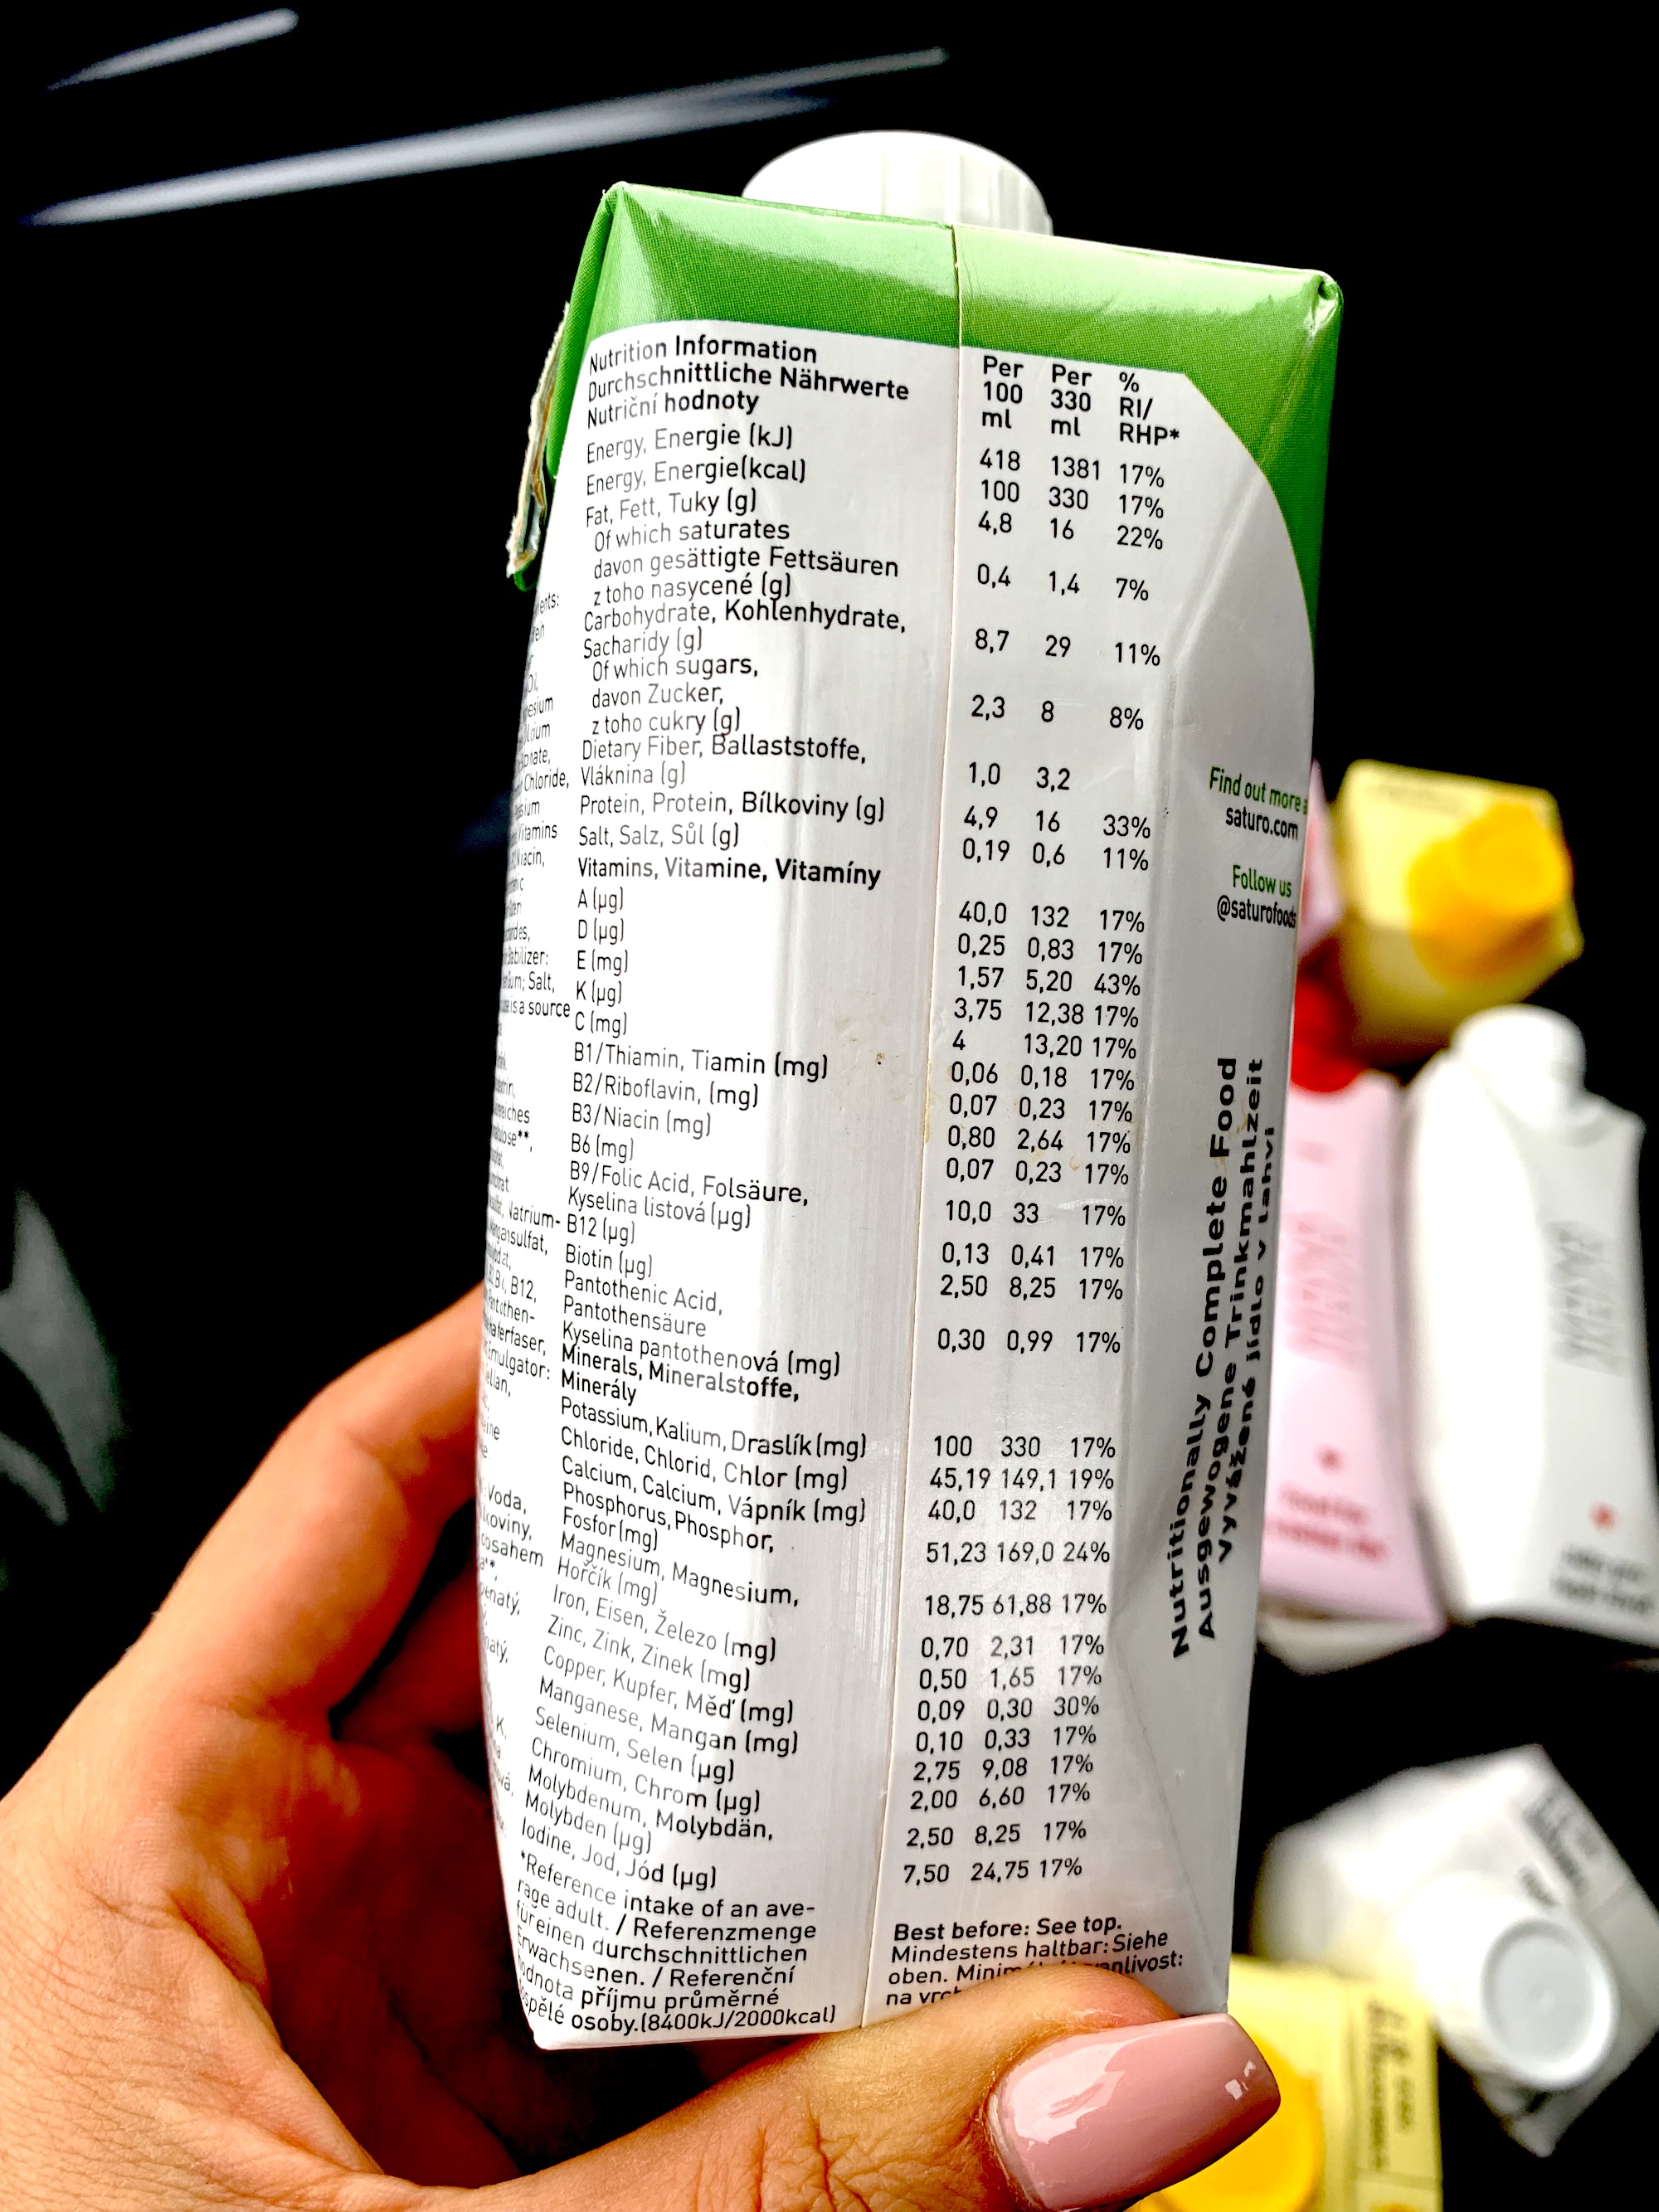 Nutrition Information
Durchschnittliche Nährwerte
Nutriční hodnoty
Per 100 ml Per 330 ml % RI/ RHP*
Energy, Energie (kJ) 418 1381 17%
Energy, Energie(kcal) 100 330 17%
Fat, Fett, Tuky (g) 4,8 16 22%
Of which saturates
davon gesättigte Fettsäuren
z toho nasycené (g) 0,4 1,4 7%
Carbohydrate, Kohlenhydrate,
Sacharidy (g) 8,7 29 11%
Of which sugars,
davon Zucker,
z toho cukry (g) 2,3 8 8%
Dietary Fiber, Ballaststoffe,
Vláknina (g) 1,0 3,2
Protein, Protein, Bílkoviny (g) 4,9 16 33%
Salt, Salz, Sůl (g) 0,19 0,6 11%
Vitamins, Vitamine, Vitamíny
A (µg) 40,0 132 17%
D (µg) 0,25 0,83 17%
E (mg) 1,57 5,20 43%
K (µg) 3,75 12,38 17%
C (mg) 4 13,20 17%
B1/Thiamin, Tiamin (mg) 0,06 0,18 17%
B2/Riboflavin, (mg) 0,07 0,23 17%
B3/Niacin (mg) 0,80 2,64 17%
B6 (mg) 0,07 0,23 17%
B9/Folic Acid, Folsäure,
Kyselina listová (µg) 10,0 33 17%
B12 (µg) 0,13 0,41 17%
Biotin (µg) 2,50 8,25 17%
Pantothenic Acid,
Pantothensäure
Kyselina pantothenová (mg) 0,30 0,99 17%
Minerals, Mineralstoffe,
Minerály
Potassium, Kalium, Draslík (mg) 100 330 17%
Chloride, Chlorid, Chlor (mg) 45,19 149,1 19%
Calcium, Calcium, Vápník (mg) 40,0 132 17%
Phosphorus, Phosphor,
Fosfor (mg) 51,23 169,0 24%
Magnesium, Magnesium,
Hořčík (mg) 18,75 61,88 17%
Iron, Eisen, Železo (mg) 0,70 2,31 17%
Zinc, Zink, Zinek (mg) 0,50 1,65 17%
Copper, Kupfer, Měď (mg) 0,09 0,30 30%
Manganese, Mangan (mg) 0,10 0,33 17%
Selenium, Selen (µg) 2,75 9,08 17%
Chromium, Chrom (µg) 2,00 6,60 17%
Molybdenum, Molybdän,
Molybden (µg) 2,50 8,25 17%
Iodine, Jod, Jód (µg) 7,50 24,75 17%
*Reference intake of an ave-
rage adult. / Referenzmenge
für einen durchschnittlichen
Erwachsenen. / Referenční
hodnota příjmu průměrné
dospělé osoby.(8400kJ/2000kcal)
Best before: See top.
Mindestens haltbar: Siehe
oben.
na
Find out more
saturo.com
Follow us
@saturofoods
Nutritionally Complete Food
Ausgewogene Trinkmahlzeit
Vyvážené jídlo v lahvi
Chloride,
Vitamins
Niacin,
Salt,
is a source
B12,
Voda,